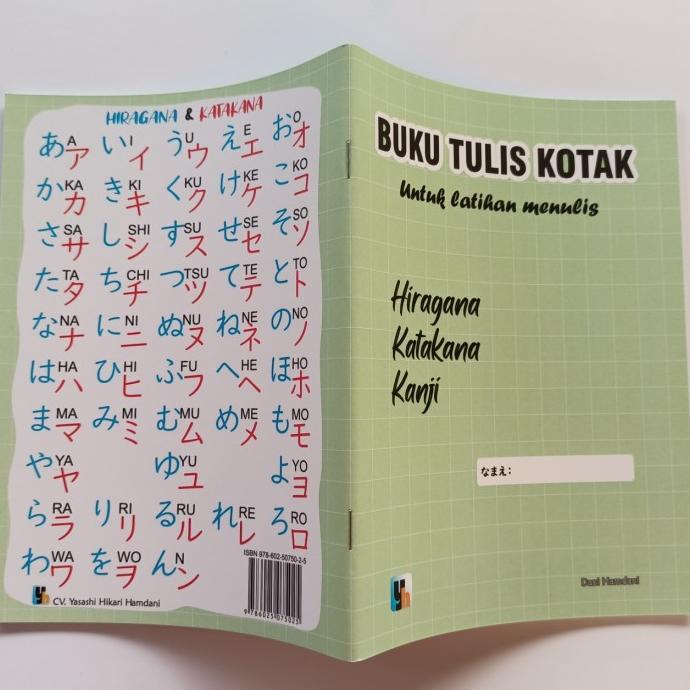 HIRAGANA & KATAKANA
あ A ア い I イ う U ウ え E エ お O オ
か KA カ き KI キ く KU ク け KE ケ こ KO コ
さ SA サ し SHI シ す SU ス せ SE セ そ SO ソ
た TA タ ち CHI チ つ TSU ツ て TE テ と TO ト
な NA ナ に NI ニ ぬ NU ヌ ね NE ネ の NO ノ
は HA ハ ひ HI ヒ ふ FU フ へ HE ヘ ほ HO ホ
ま MA マ み MI ミ む MU ム め ME メ も MO モ
や YA ヤ ゆ YU ユ よ YO ヨ
ら RA ラ り RI リ る RU ル れ RE レ ろ RO ロ
わ WA ワ を WO ヲ ん N ン
ISBN 978-602-50750-2-5
9 786025 075025
Yh CV. Yasashi Hikari Hamdani
BUKU TULIS KOTAK
Untuk latihan menulis
Hiragana
Katakana
Kanji
なまえ:
Yh
Dani Hamdani